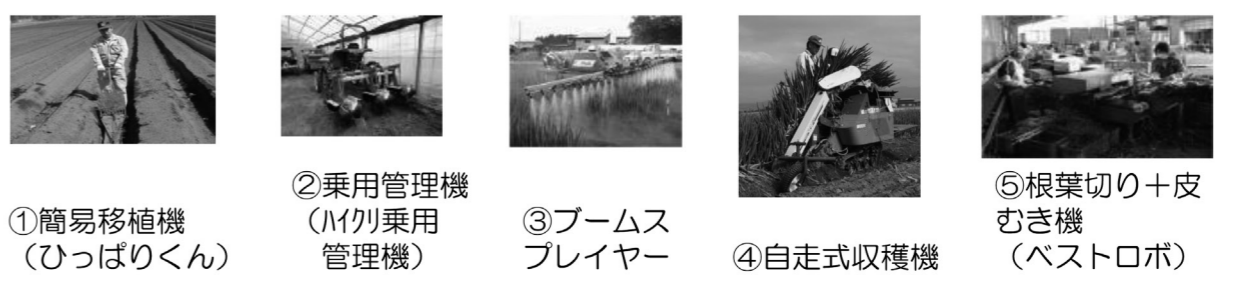 ①簡易移植機
（ひっぱりくん）
②乗用管理機
（ﾊｲｸﾘ乗用
管理機）
③ブームス
プレイヤー
④自走式収穫機
⑤根葉切り＋皮
むき機
（ベストロボ）